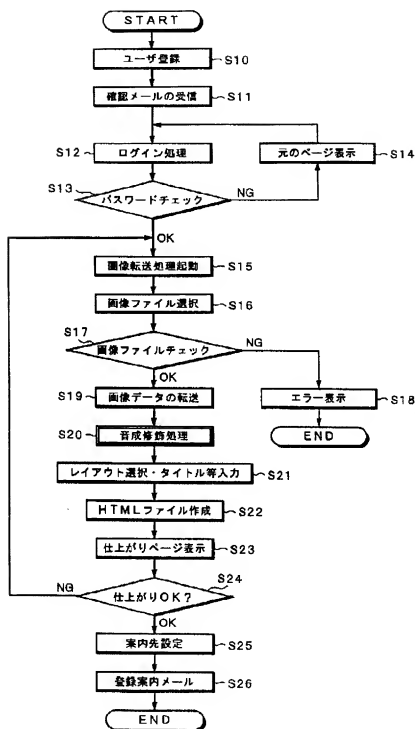 START
ユーザ登録 S10
確認メールの受信 S11
S12 ログイン処理 元のページ表示 S14
S13 パスワードチェック NG
OK
画像転送処理起動 S15
画像ファイル選択 S16
S17 画像ファイルチェック NG
OK
S19 画像データの転送 エラー表示 S18
S20 音成修飾処理 END
レイアウト選択・タイトル等入力 S21
HTMLファイル作成 S22
仕上がりページ表示 S23
NG 仕上がりOK? S24
OK
案内先設定 S25
登録案内メール S26
END